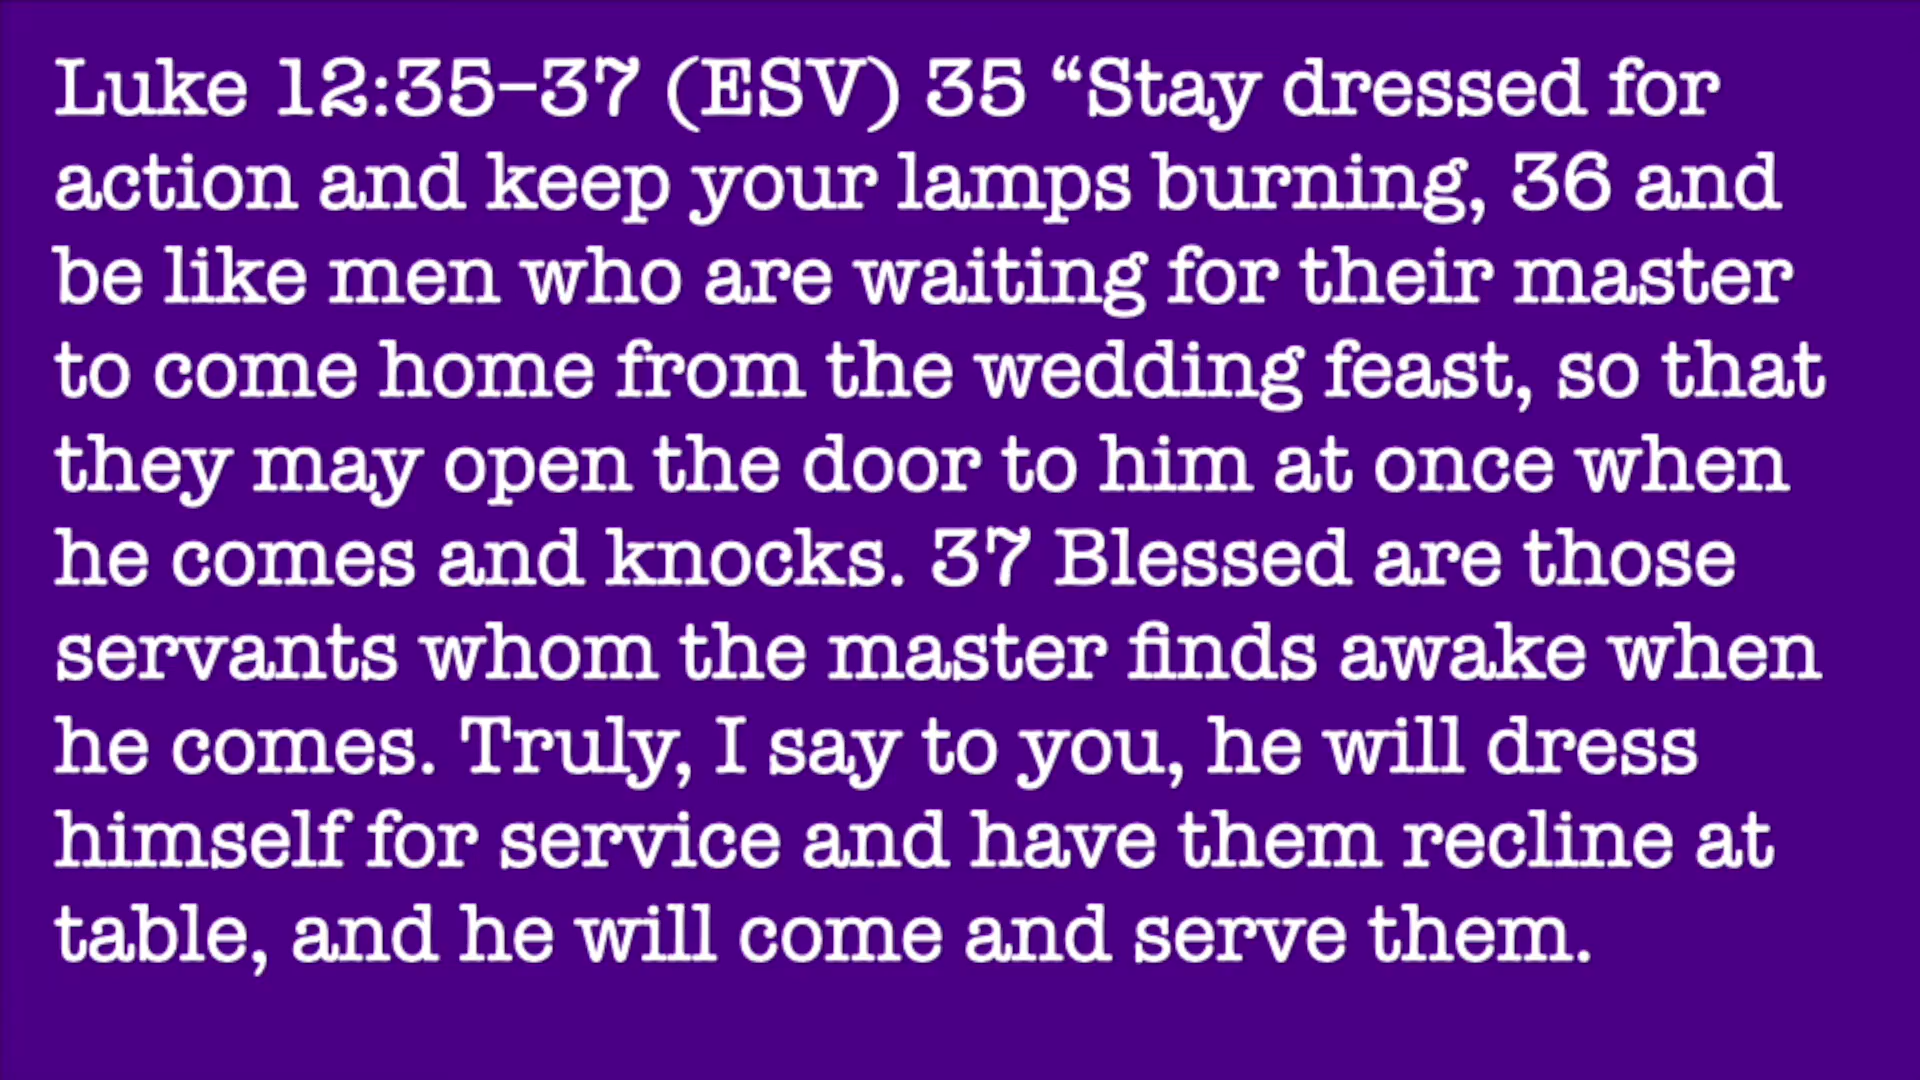 Luke 12:35–37 (ESV) 35 “Stay dressed for
action and keep your lamps burning, 36 and
be like men who are waiting for their master
to come home from the wedding feast, so that
they may open the door to him at once when
he comes and knocks. 37 Blessed are those
servants whom the master finds awake when
he comes. Truly, I say to you, he will dress
himself for service and have them recline at
table, and he will come and serve them.